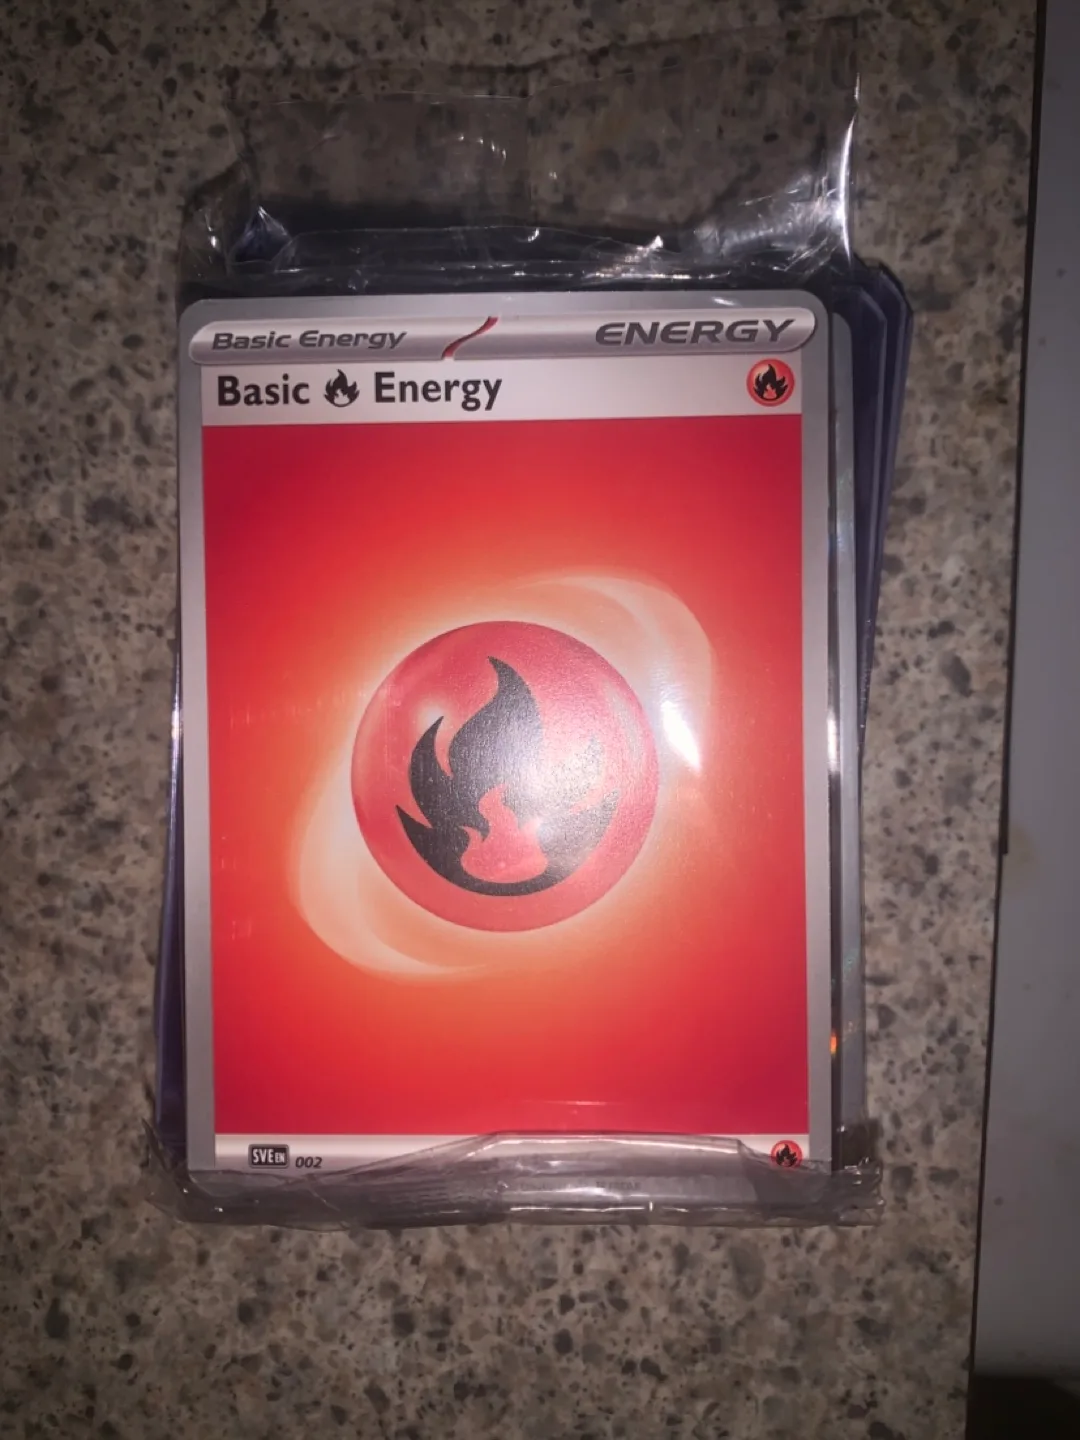 Basic Energy ENERGY
Basic Energy
SVE EN 002